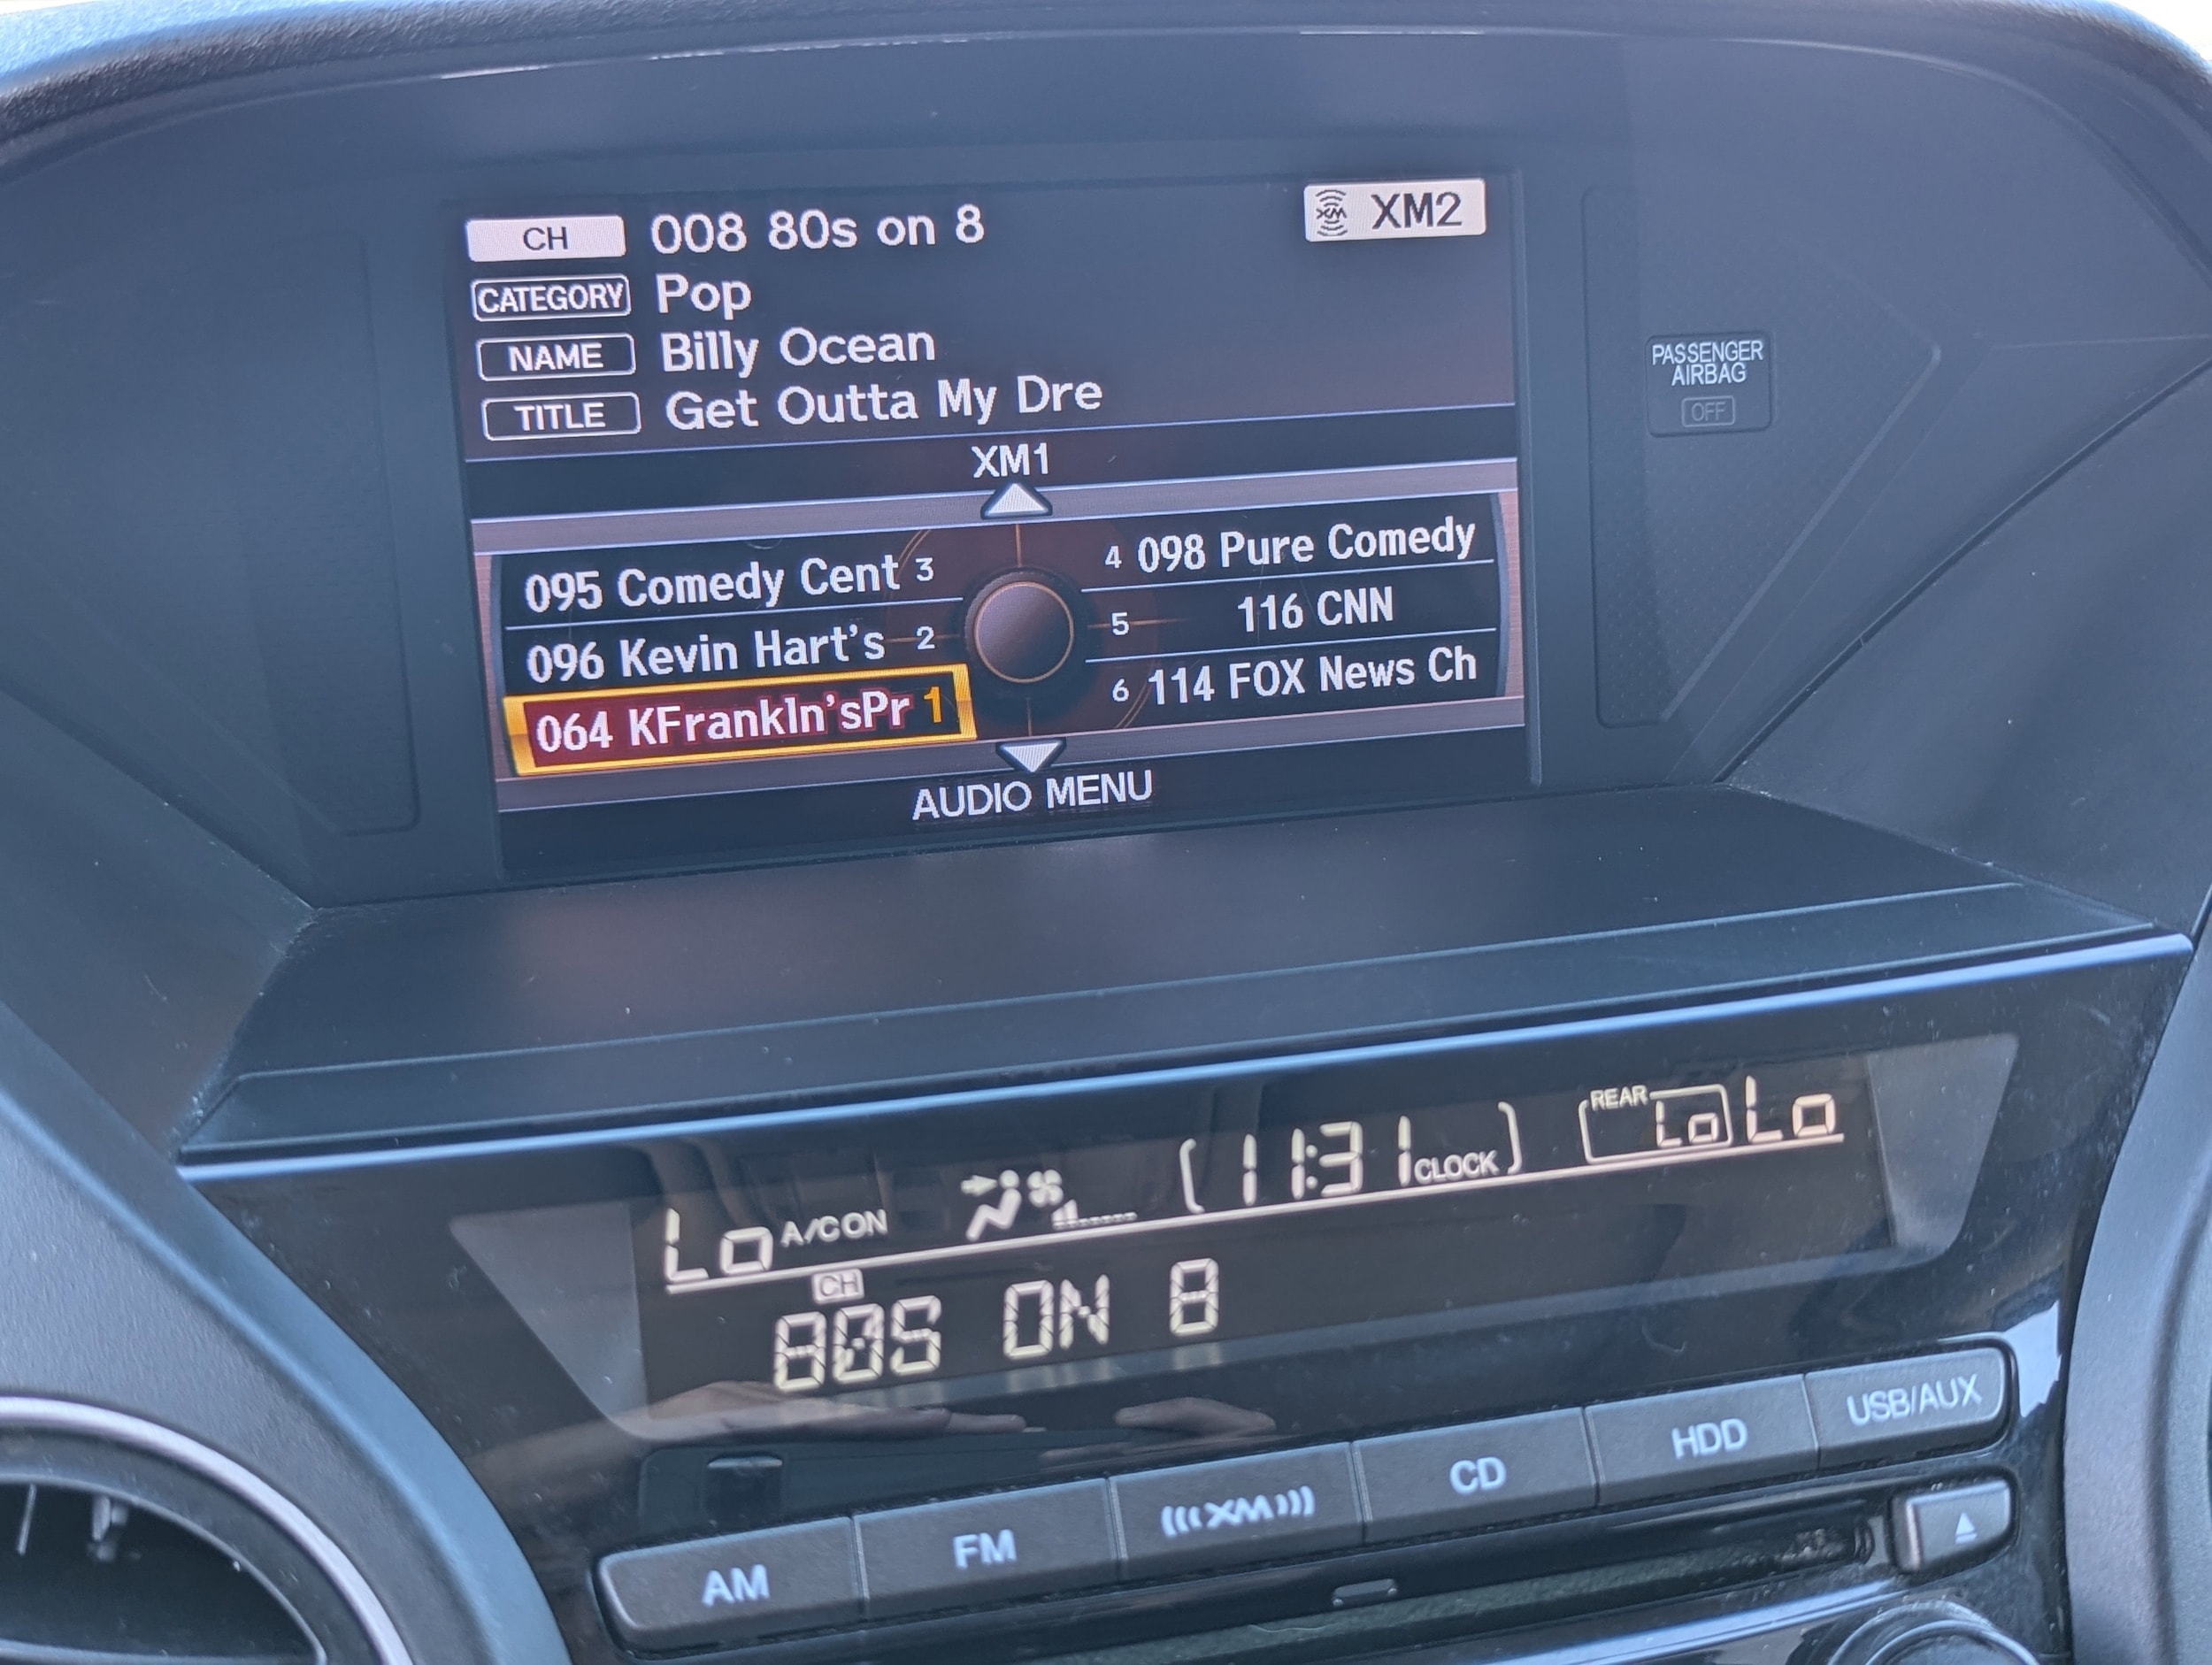 CH 008 80s on 8
XM XM2
CATEGORY Pop
NAME Billy Ocean
TITLE Get Outta My Dre
XM1
095 Comedy Cent 3
096 Kevin Hart's 2
064 KFrankln'sPr 1
4 098 Pure Comedy
5 116 CNN
6 114 FOX News Ch
AUDIO MENU
PASSENGER
AIRBAG
OFF
Lo A/C ON
11:31 CLOCK
REAR Lo Lo
CH
80S ON 8
AM FM XM CD HDD USB/AUX